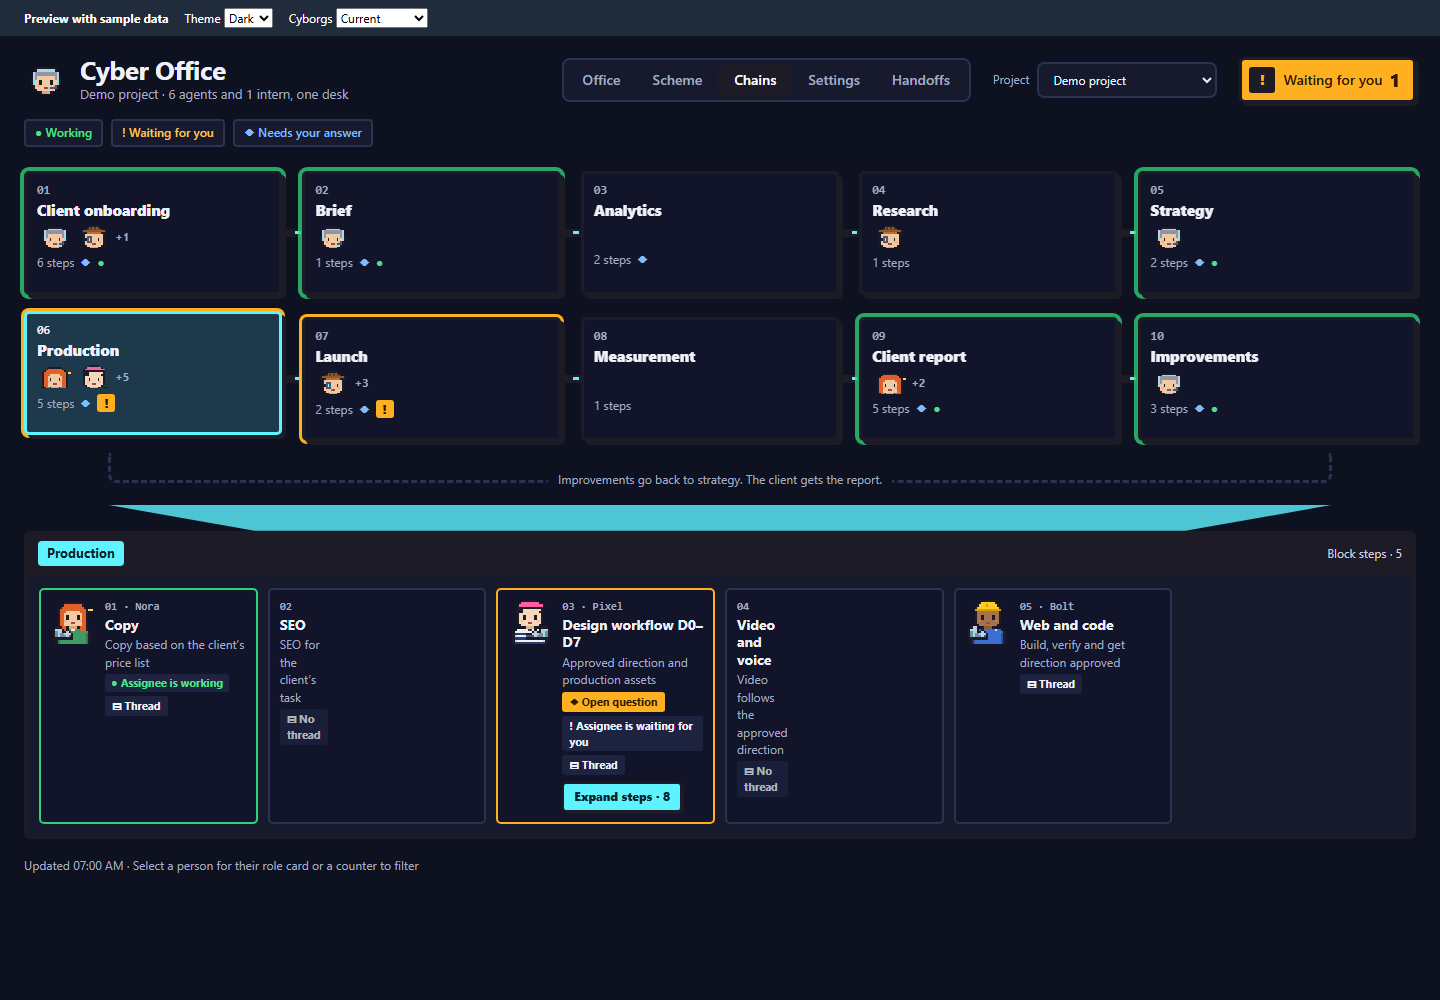 Preview with sample data Theme Dark Cyborgs Current
Cyber Office
Demo project · 6 agents and 1 intern, one desk
Office Scheme Chains Settings Handoffs
Project Demo project
! Waiting for you 1
● Working
! Waiting for you
◆ Needs your answer
01
Client onboarding
+1
6 steps ◆ ●
02
Brief
1 steps ◆ ●
03
Analytics
2 steps ◆
04
Research
1 steps
05
Strategy
2 steps ◆ ●
06
Production
+5
5 steps ◆ !
07
Launch
+3
2 steps ◆ !
08
Measurement
1 steps
09
Client report
+2
5 steps ◆ ●
10
Improvements
3 steps ◆ ●
Improvements go back to strategy. The client gets the report.
Production
Block steps · 5
01 · Nora
Copy
Copy based on the client's
price list
● Assignee is working
Thread
02
SEO
SEO for
the
client's
task
No
thread
03 · Pixel
Design workflow D0–
D7
Approved direction and
production assets
◆ Open question
! Assignee is waiting for
you
Thread
Expand steps · 8
04
Video
and
voice
Video
follows
the
approved
direction
No
thread
05 · Bolt
Web and code
Build, verify and get
direction approved
Thread
Updated 07:00 AM · Select a person for their role card or a counter to filter